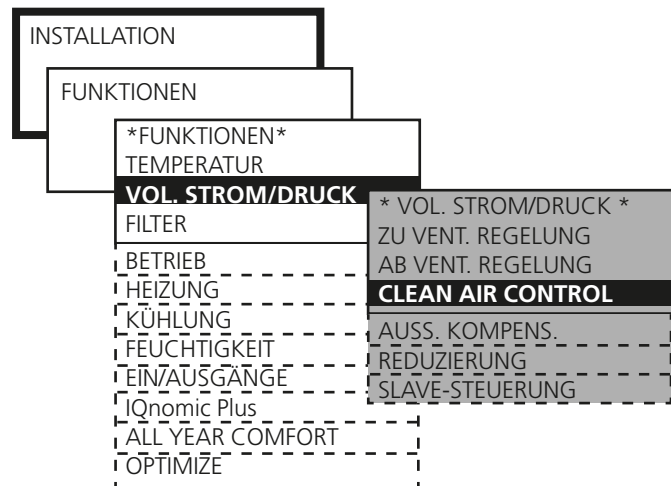 INSTALLATION
FUNKTIONEN
*FUNKTIONEN*
TEMPERATUR
VOL. STROM/DRUCK
FILTER
BETRIEB
HEIZUNG
KÜHLUNG
FEUCHTIGKEIT
EIN/AUSGÄNGE
IQnomic Plus
ALL YEAR COMFORT
OPTIMIZE
* VOL. STROM/DRUCK *
ZU VENT. REGELUNG
AB VENT. REGELUNG
CLEAN AIR CONTROL
AUSS. KOMPENS.
REDUZIERUNG
SLAVE-STEUERUNG